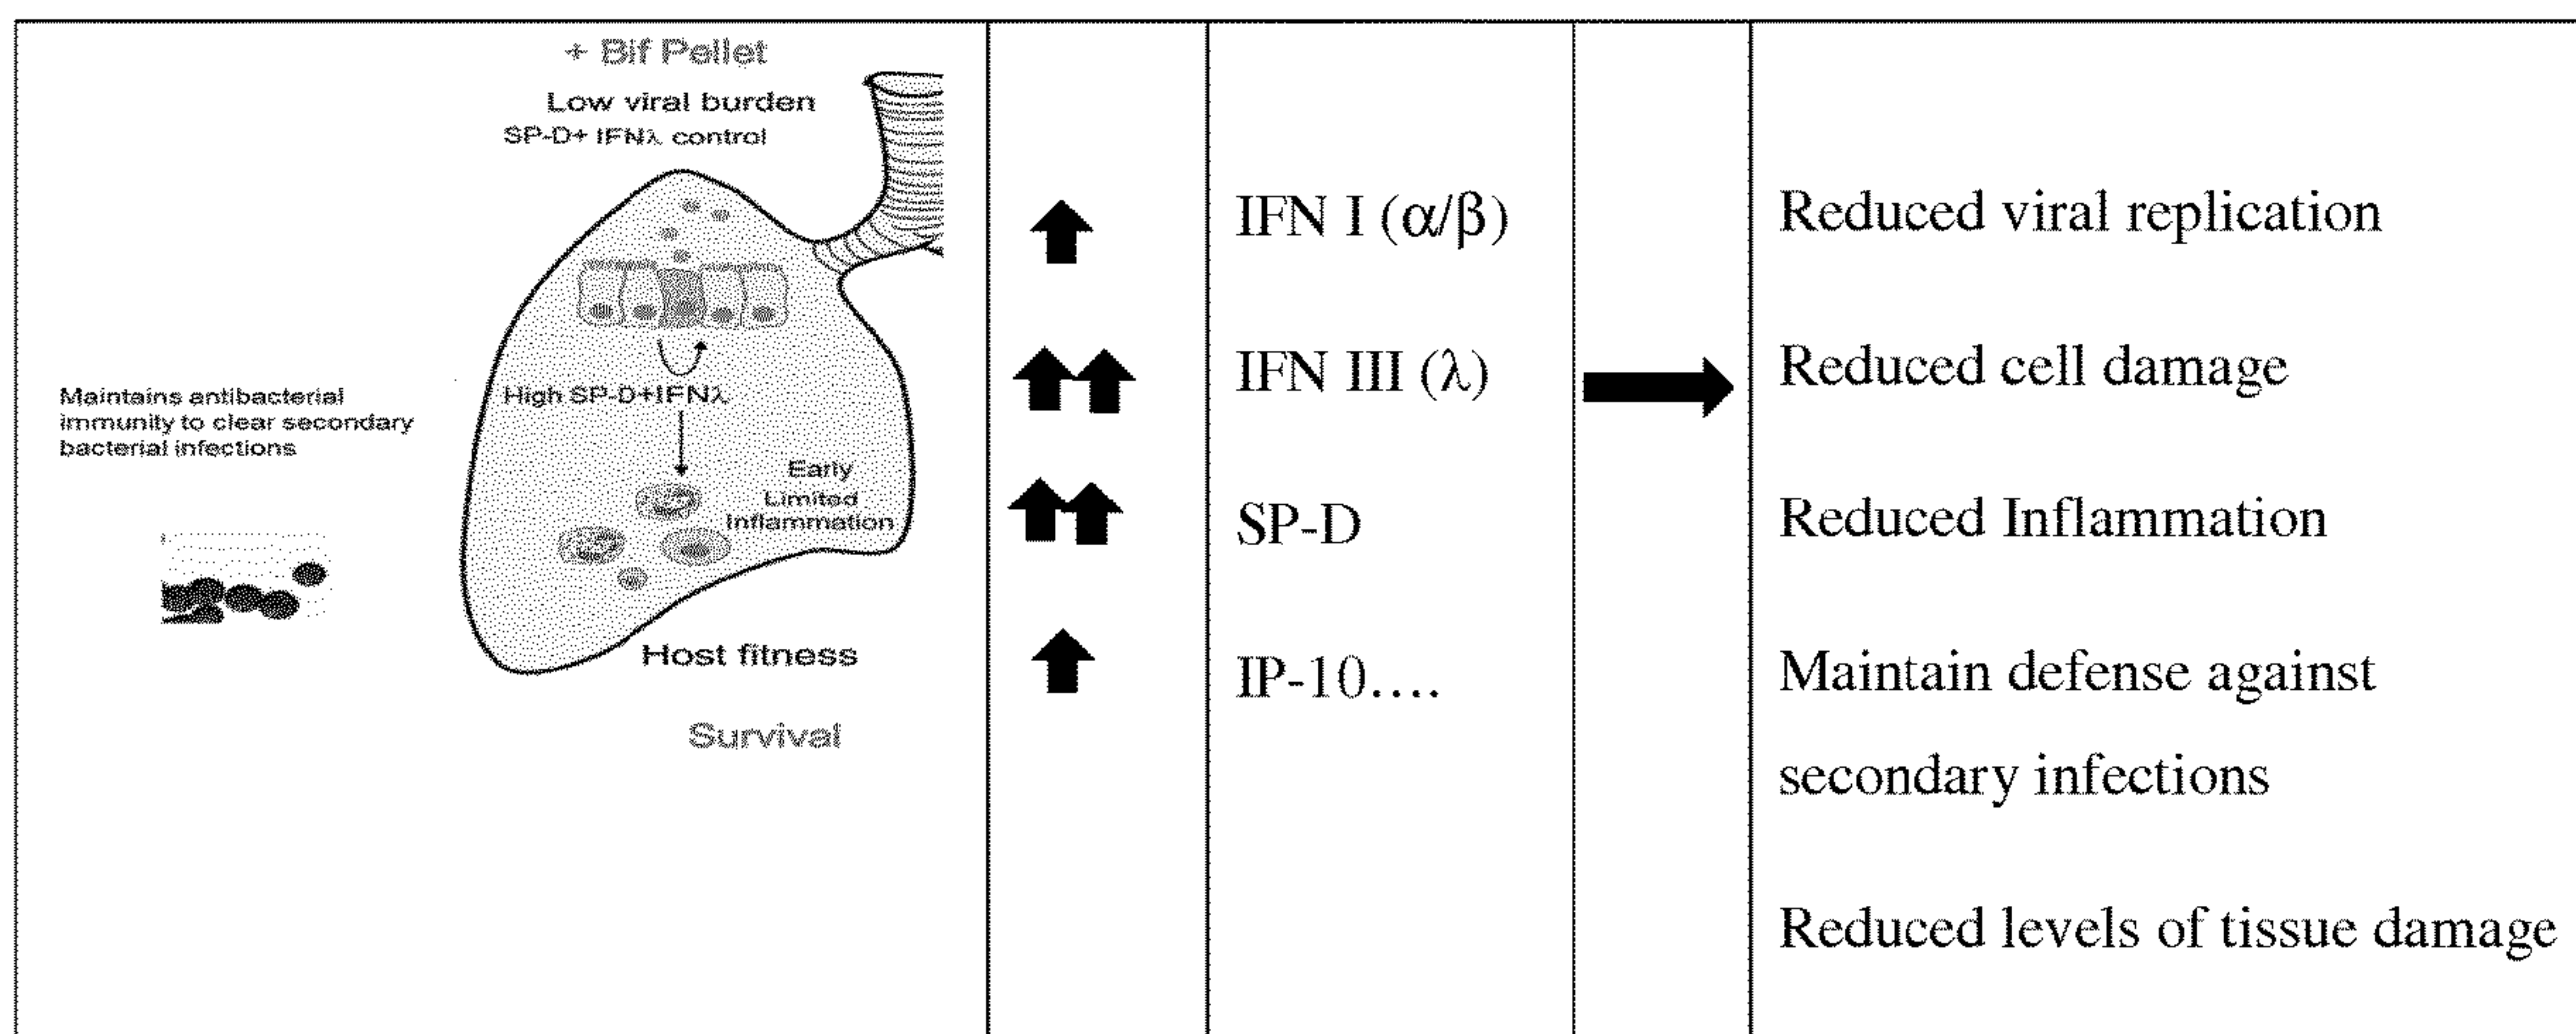 + Bif Pellet
Low viral burden
SP-D+ IFNλ control
Maintains antibacterial
immunity to clear secondary
bacterial infections
High SP-D+IFNλ
Early
Limited
Inflammation
Host fitness
Survival
IFN I (α/β)
IFN III (λ)
SP-D
IP-10....
Reduced viral replication
Reduced cell damage
Reduced Inflammation
Maintain defense against
secondary infections
Reduced levels of tissue damage